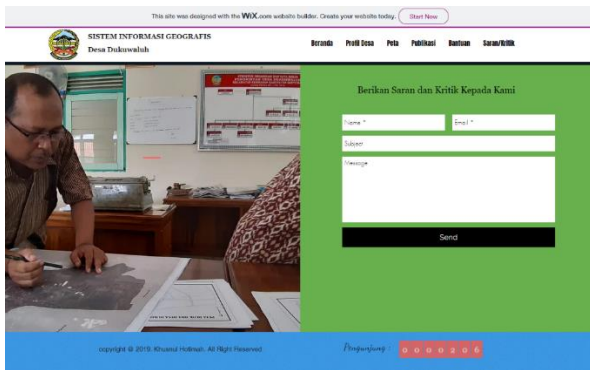 This site was designed with the WiX.com website builder. Create your website today. Start Now
SISTEM INFORMASI GEOGRAFIS
Desa Dukuwaluh
Beranda Profil Desa Peta Publikasi Bantuan Saran/Kritik
Berikan Saran dan Kritik Kepada Kami
Name * Email *
Subject
Message
Send
copyright @ 2019. Khusnul Hotimah. All Right Reserved
Pengunjung : 0 0 0 0 2 0 6